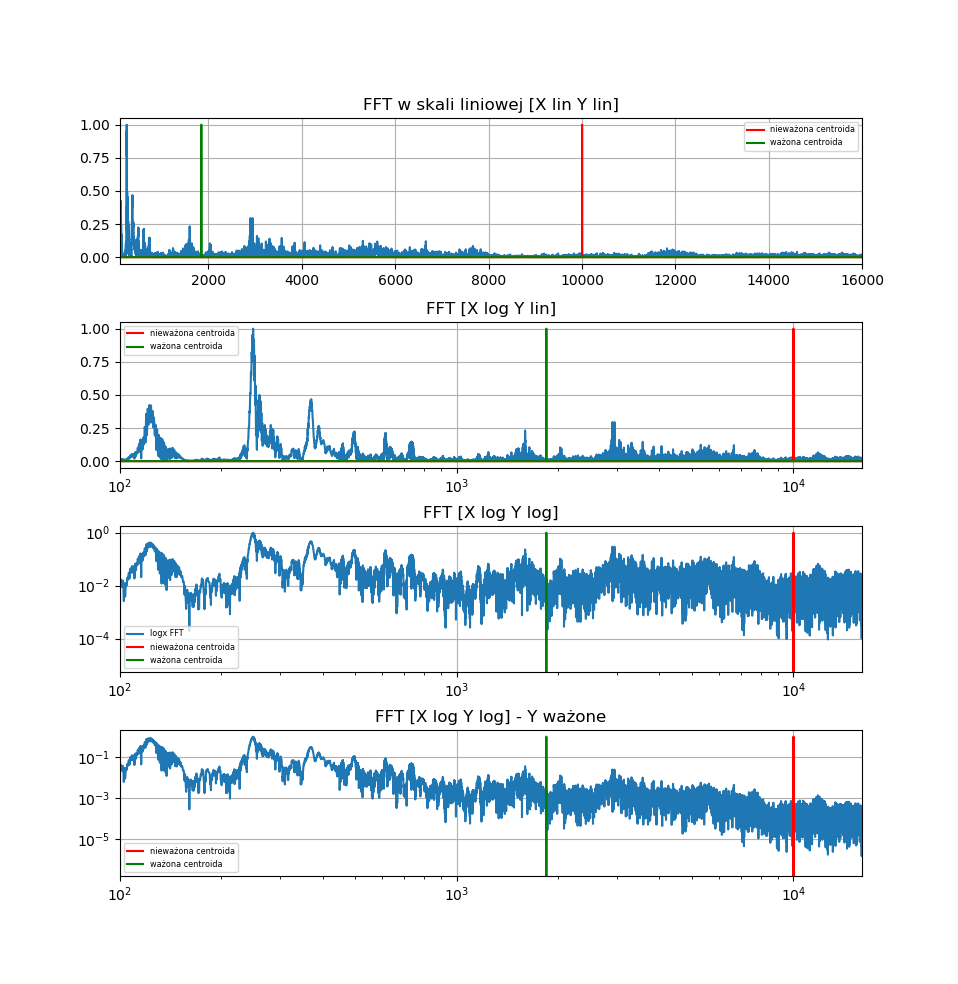 FFT w skali liniowej [X lin Y lin]
1.00
0.75
0.50
0.25
0.00
nieważona centroida
ważona centroida
2000 4000 6000 8000 10000 12000 14000 16000
FFT [X log Y lin]
1.00
0.75
0.50
0.25
0.00
nieważona centroida
ważona centroida
10² 10³ 10⁴
FFT [X log Y log]
10⁰
10⁻²
10⁻⁴
logx FFT
nieważona centroida
ważona centroida
10² 10³ 10⁴
FFT [X log Y log] - Y ważone
10⁻¹
10⁻³
10⁻⁵
nieważona centroida
ważona centroida
10² 10³ 10⁴